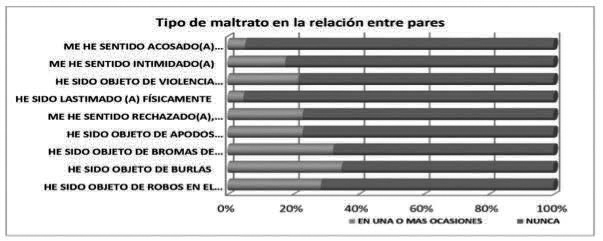 Tipo de maltrato en la relación entre pares
ME HE SENTIDO ACOSADO(A)...
ME HE SENTIDO INTIMIDADO(A)
HE SIDO OBJETO DE VIOLENCIA...
HE SIDO LASTIMADO (A) FÍSICAMENTE
ME HE SENTIDO RECHAZADO(A),...
HE SIDO OBJETO DE APODOS...
HE SIDO OBJETO DE BROMAS DE...
HE SIDO OBJETO DE BURLAS
HE SIDO OBJETO DE ROBOS EN EL...
0% 20% 40% 60% 80% 100%
EN UNA O MAS OCASIONES NUNCA